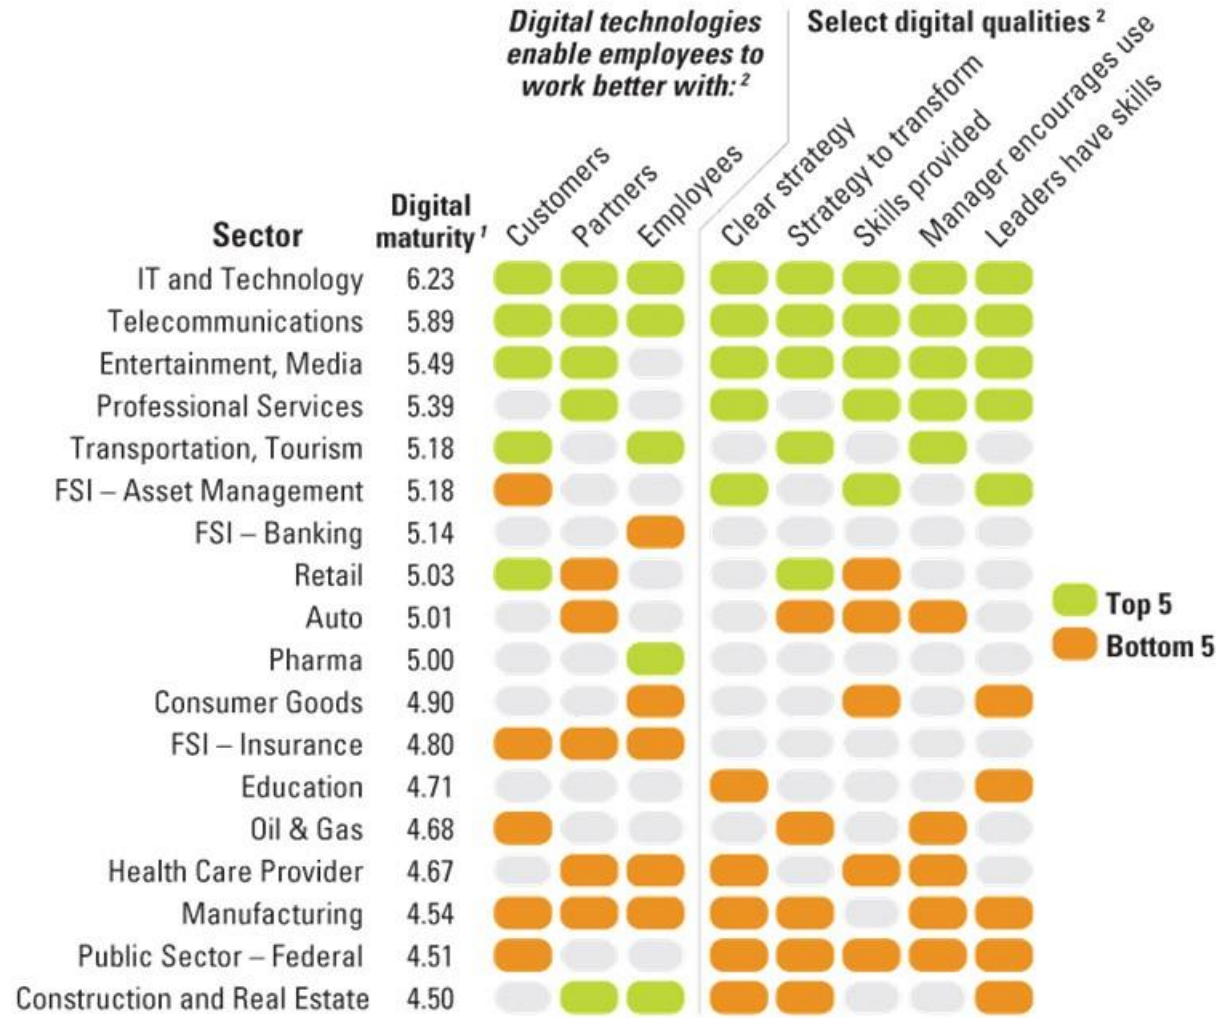 Digital technologies
enable employees to
work better with:²
Select digital qualities²
Sector
Digital
maturity¹
Customers
Partners
Employees
Clear strategy
Strategy to transform
Skills provided
Manager encourages use
Leaders have skills
IT and Technology 6.23
Telecommunications 5.89
Entertainment, Media 5.49
Professional Services 5.39
Transportation, Tourism 5.18
FSI – Asset Management 5.18
FSI – Banking 5.14
Retail 5.03
Auto 5.01
Pharma 5.00
Consumer Goods 4.90
FSI – Insurance 4.80
Education 4.71
Oil & Gas 4.68
Health Care Provider 4.67
Manufacturing 4.54
Public Sector – Federal 4.51
Construction and Real Estate 4.50
Top 5
Bottom 5